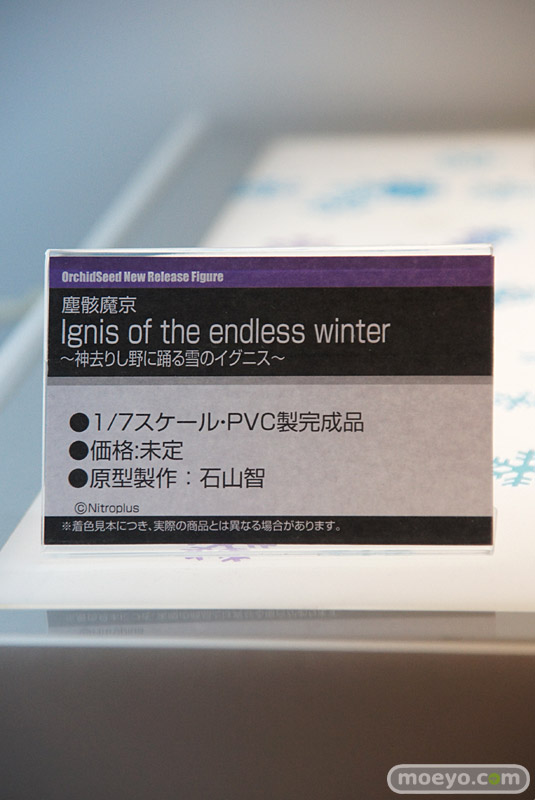 OrchidSeed New Release Figure
塵骸魔京
Ignis of the endless winter
～神去りし野に踊る雪のイグニス～
●1/7スケール・PVC製完成品
●価格:未定
●原型製作：石山智
©Nitroplus
※着色見本につき、実際の商品とは異なる場合があります。
moeyo.com